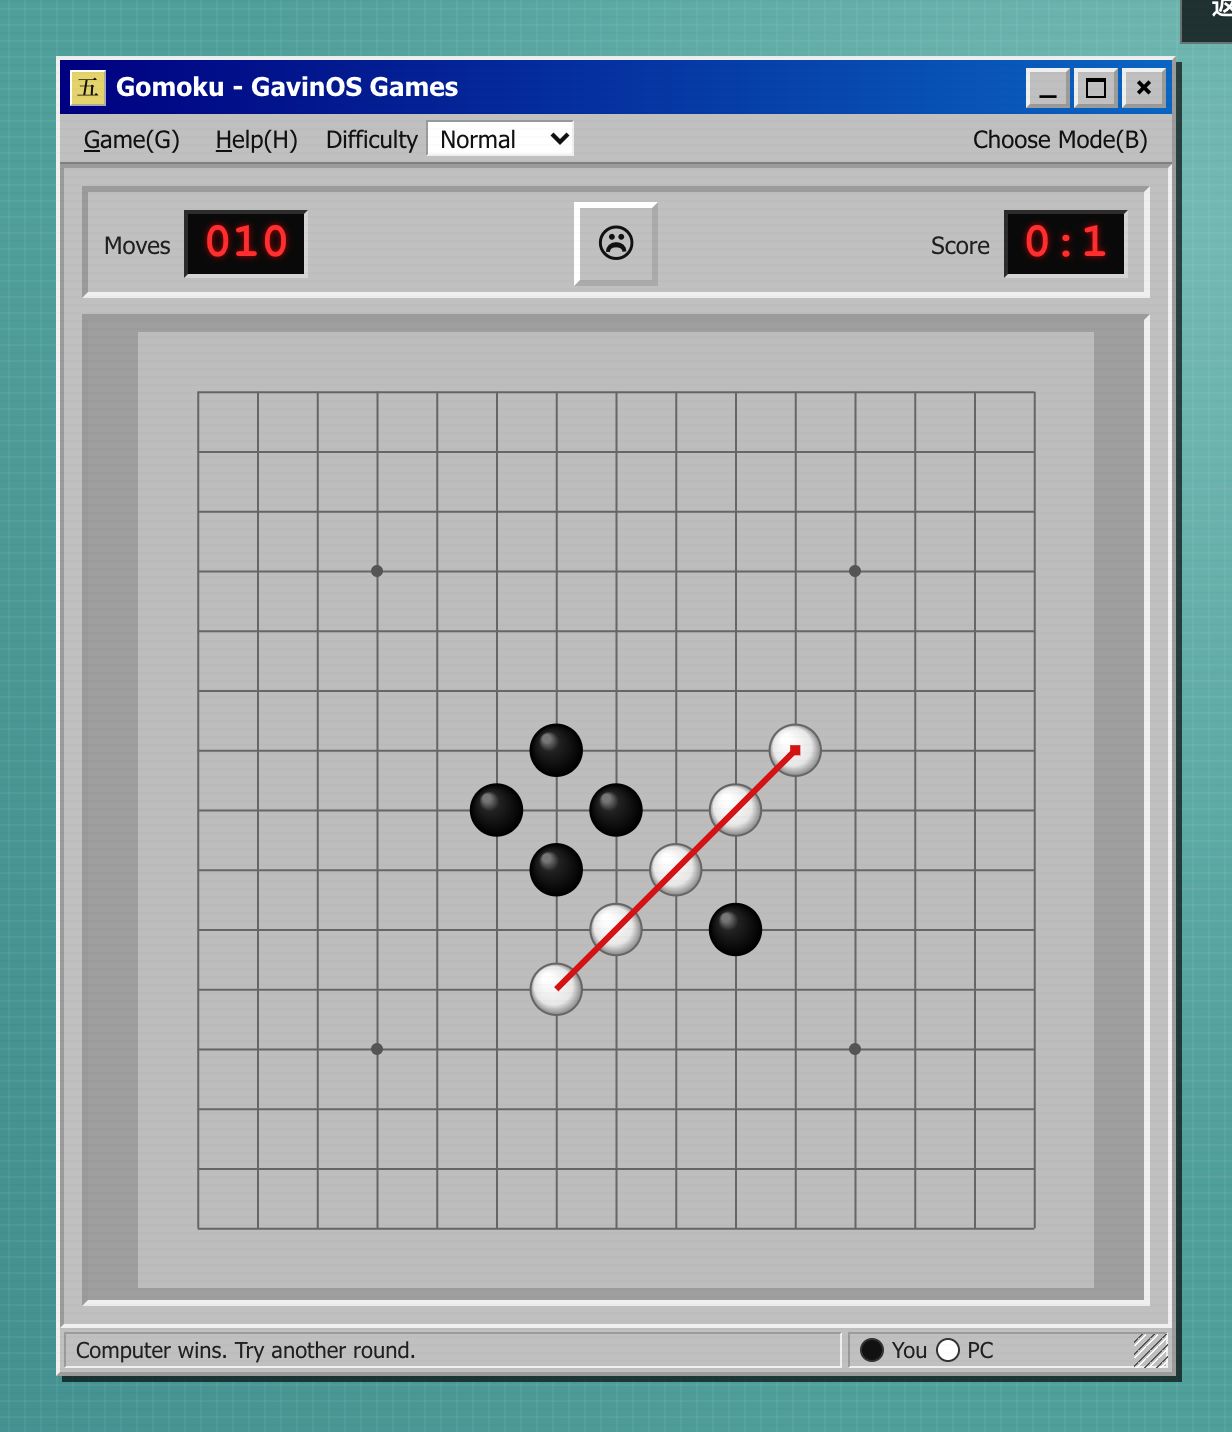 返
五 Gomoku - GavinOS Games
Game(G) Help(H) Difficulty Normal Choose Mode(B)
Moves 010 Score 0:1
Computer wins. Try another round.
You PC